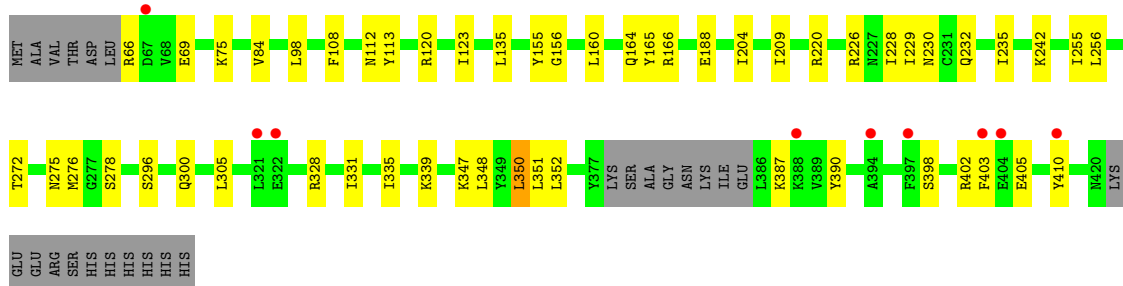 MET ALA VAL THR ASP LEU R66 D67 V68 E69 K75 V84 L98 F108 N112 Y113 R120 I123 L135 Y155 G156 L160 Q164 Y165 R166 E188 I204 I209 R220 R226 N227 I228 I229 N230 C231 Q232 I235 K242 I255 L256
T272 N275 M276 G277 S278 S296 Q300 L305 L321 E322 R328 I331 I335 K339 K347 L348 Y349 L350 L351 L352 Y377 LYS SER ALA GLY ASN LYS ILE GLU L386 K387 K388 V389 Y390 A394 F397 S398 R402 F403 E404 E405 Y410 N420 LYS
GLU GLU ARG SER HIS HIS HIS HIS HIS HIS